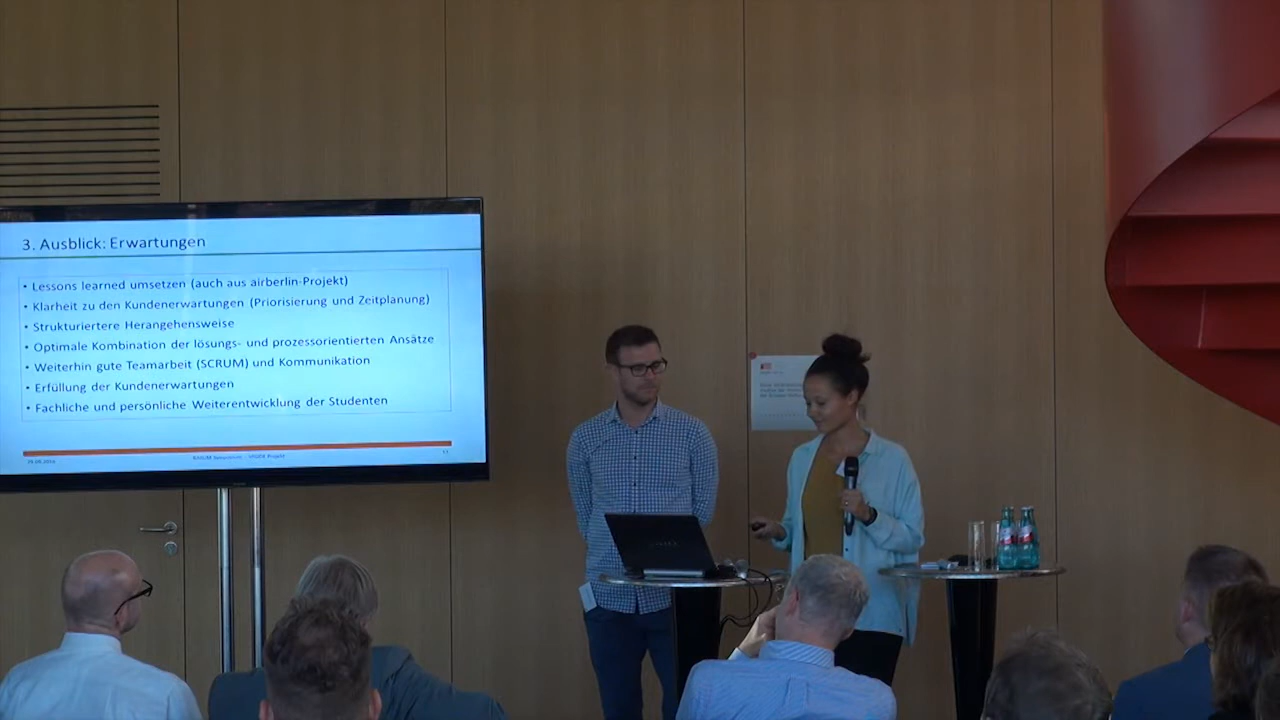 3. Ausblick: Erwartungen
• Lessons learned umsetzen (auch aus airberlin-Projekt)
• Klarheit zu den Kundenerwartungen (Priorisierung und Zeitplanung)
• Strukturiertere Herangehensweise
• Optimale Kombination der lösungs- und prozessorientierten Ansätze
• Weiterhin gute Teamarbeit (SCRUM) und Kommunikation
• Erfüllung der Kundenerwartungen
• Fachliche und persönliche Weiterentwicklung der Studenten